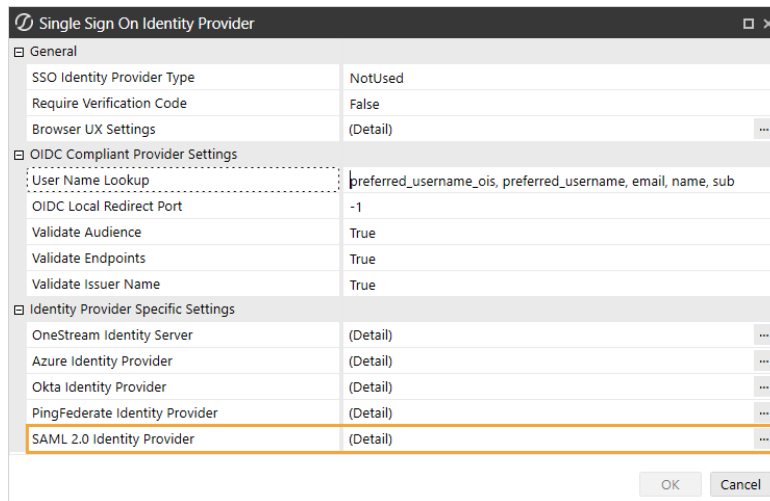 Single Sign On Identity Provider
General
SSO Identity Provider Type NotUsed
Require Verification Code False
Browser UX Settings (Detail) ...
OIDC Compliant Provider Settings
User Name Lookup preferred_username_ois, preferred_username, email, name, sub
OIDC Local Redirect Port -1
Validate Audience True
Validate Endpoints True
Validate Issuer Name True
Identity Provider Specific Settings
OneStream Identity Server (Detail) ...
Azure Identity Provider (Detail) ...
Okta Identity Provider (Detail) ...
PingFederate Identity Provider (Detail) ...
SAML 2.0 Identity Provider (Detail) ...
OK Cancel